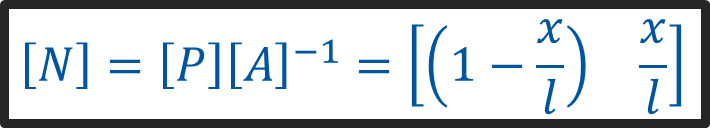 [N] = [P][A]⁻¹ = [(1 − x/l) x/l]